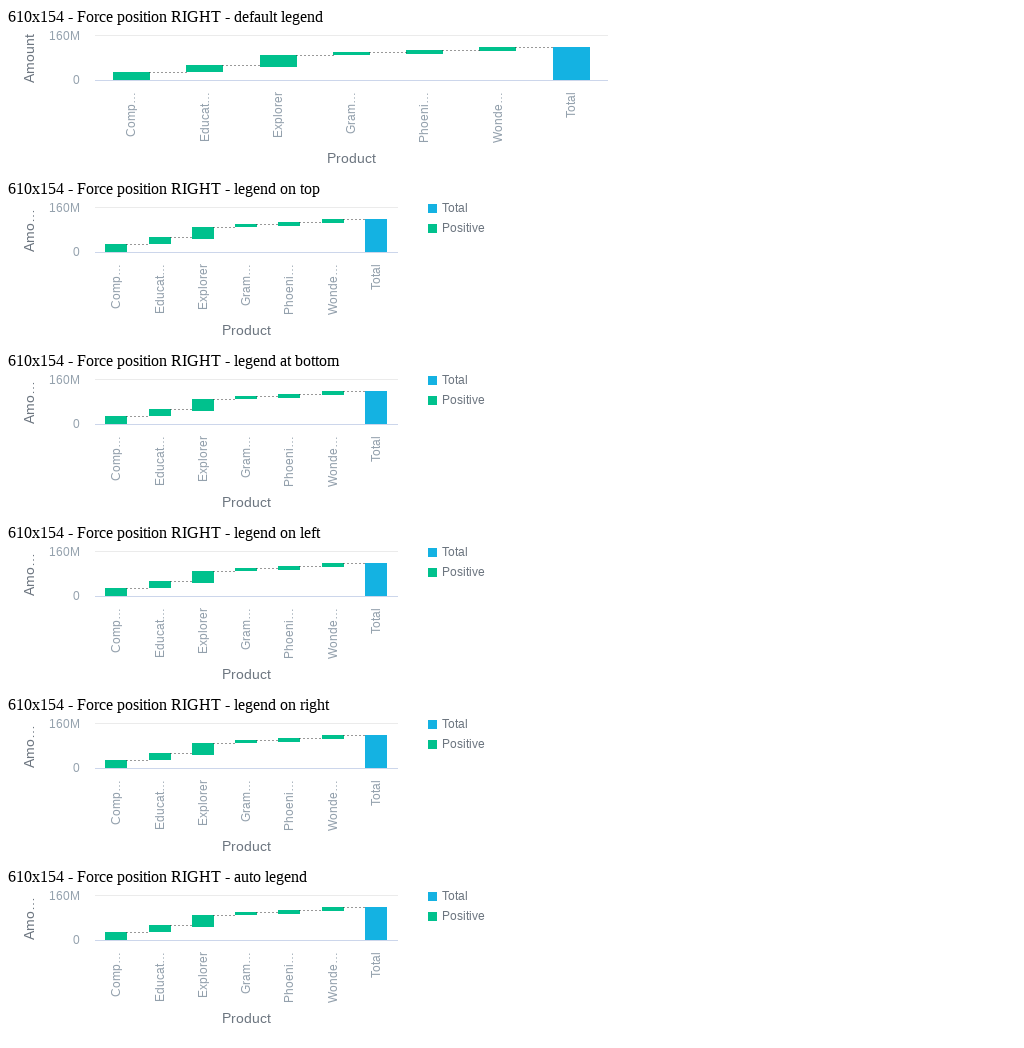 610x154 - Force position RIGHT - default legend
Amount
160M
0
Comp...
Educat...
Explorer
Gram...
Phoeni...
Wonde...
Total
Product
610x154 - Force position RIGHT - legend on top
Amo...
160M
0
Comp...
Educat...
Explorer
Gram...
Phoeni...
Wonde...
Total
Product
Total
Positive
610x154 - Force position RIGHT - legend at bottom
Amo...
160M
0
Comp...
Educat...
Explorer
Gram...
Phoeni...
Wonde...
Total
Product
Total
Positive
610x154 - Force position RIGHT - legend on left
Amo...
160M
0
Comp...
Educat...
Explorer
Gram...
Phoeni...
Wonde...
Total
Product
Total
Positive
610x154 - Force position RIGHT - legend on right
Amo...
160M
0
Comp...
Educat...
Explorer
Gram...
Phoeni...
Wonde...
Total
Product
Total
Positive
610x154 - Force position RIGHT - auto legend
Amo...
160M
0
Comp...
Educat...
Explorer
Gram...
Phoeni...
Wonde...
Total
Product
Total
Positive